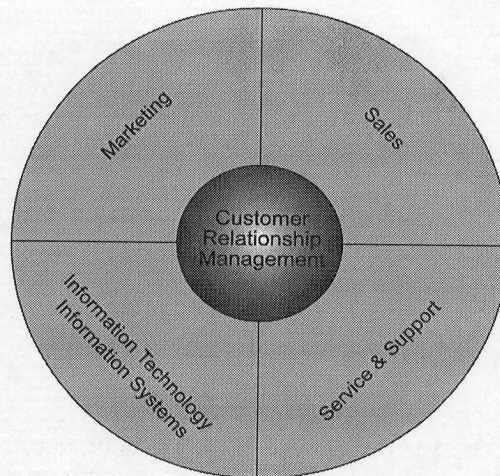 Marketing
Sales
Customer
Relationship
Management
Information Technology
Information Systems
Service & Support